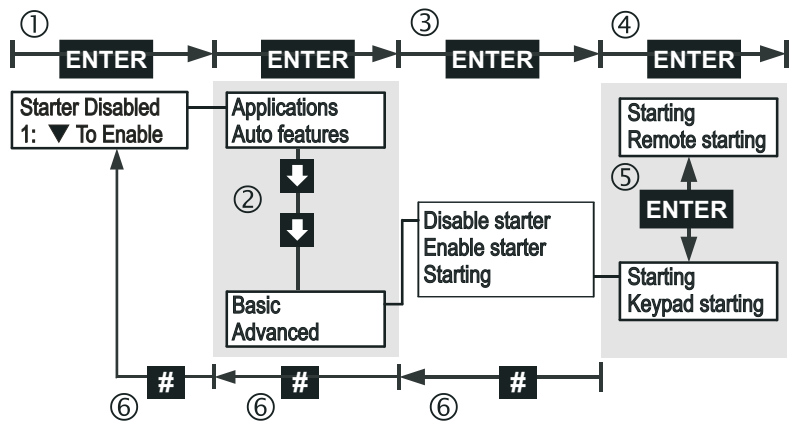 ①
③
④
ENTER
ENTER
ENTER
ENTER
Starter Disabled
1: ▼ To Enable
Applications
Auto features
②
Basic
Advanced
Disable starter
Enable starter
Starting
Starting
Remote starting
⑤
ENTER
Starting
Keypad starting
#
#
#
⑥
⑥
⑥